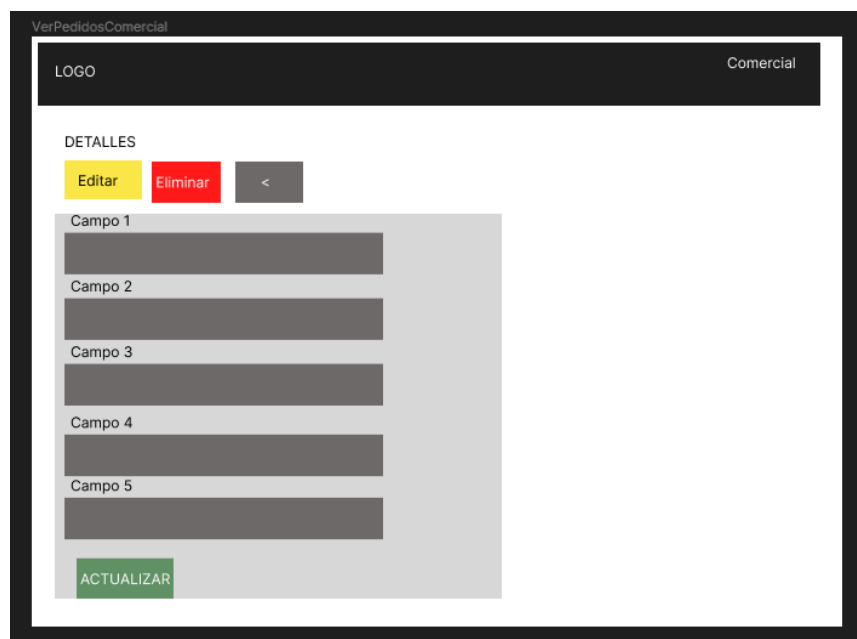 VerPedidosComercial
LOGO
Comercial
DETALLES
Editar
Eliminar
<
Campo 1
Campo 2
Campo 3
Campo 4
Campo 5
ACTUALIZAR